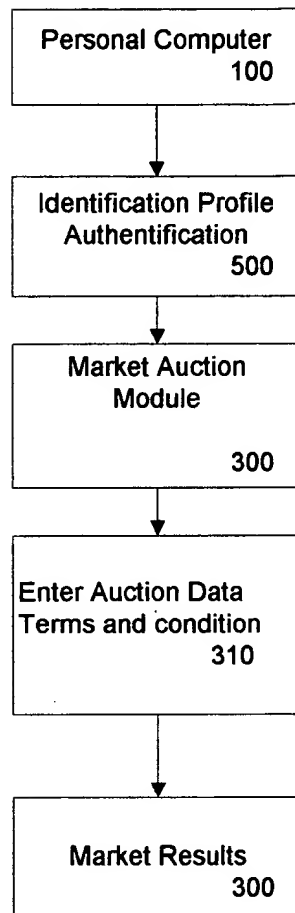 Personal Computer
100
Identification Profile
Authentification
500
Market Auction
Module
300
Enter Auction Data
Terms and condition
310
Market Results
300